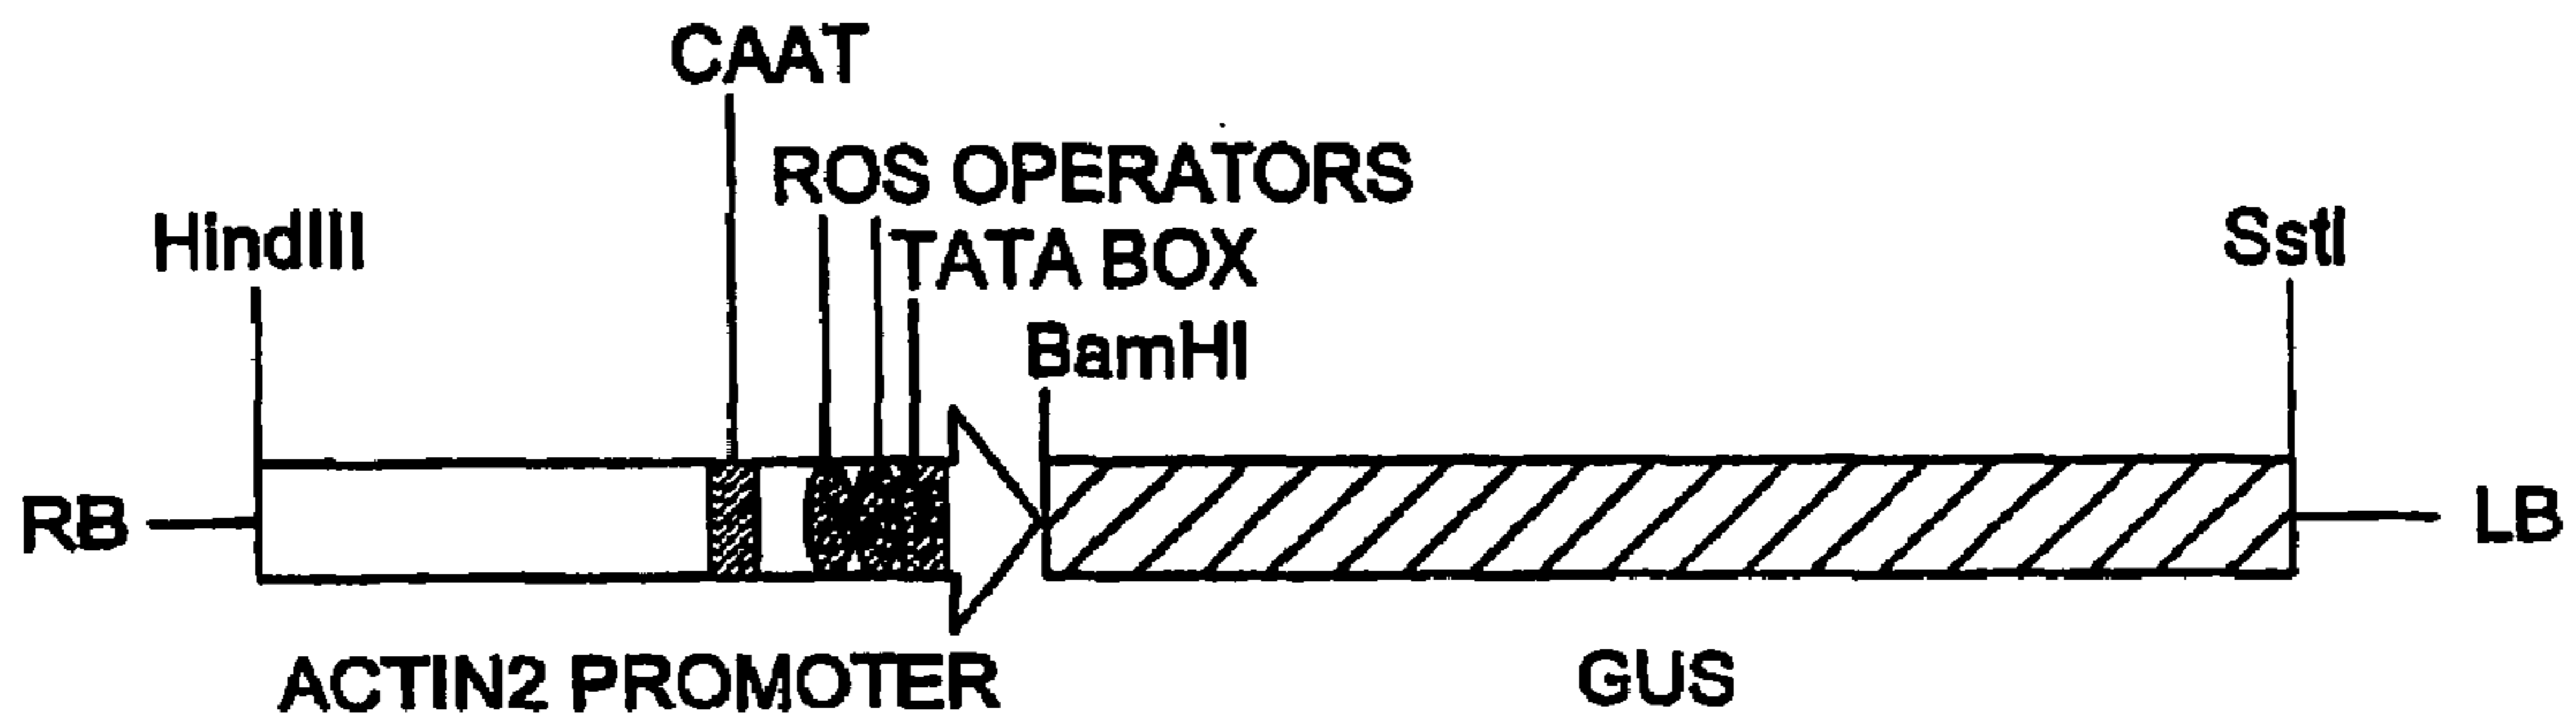 CAAT
ROS OPERATORS
HindIII
TATA BOX
SstI
BamHI
RB
LB
ACTIN2 PROMOTER
GUS